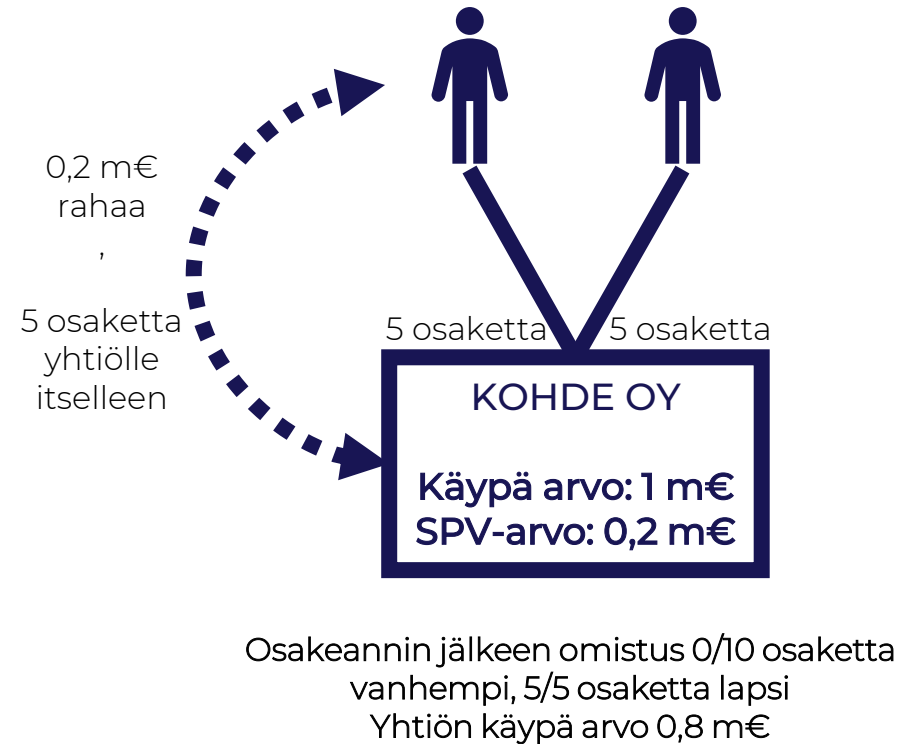 0,2 m€
rahaa
,
5 osaketta
yhtiölle
itselleen
5 osaketta
5 osaketta
KOHDE OY
Käypä arvo: 1 m€
SPV-arvo: 0,2 m€
Osakeannin jälkeen omistus 0/10 osaketta
vanhempi, 5/5 osaketta lapsi
Yhtiön käypä arvo 0,8 m€